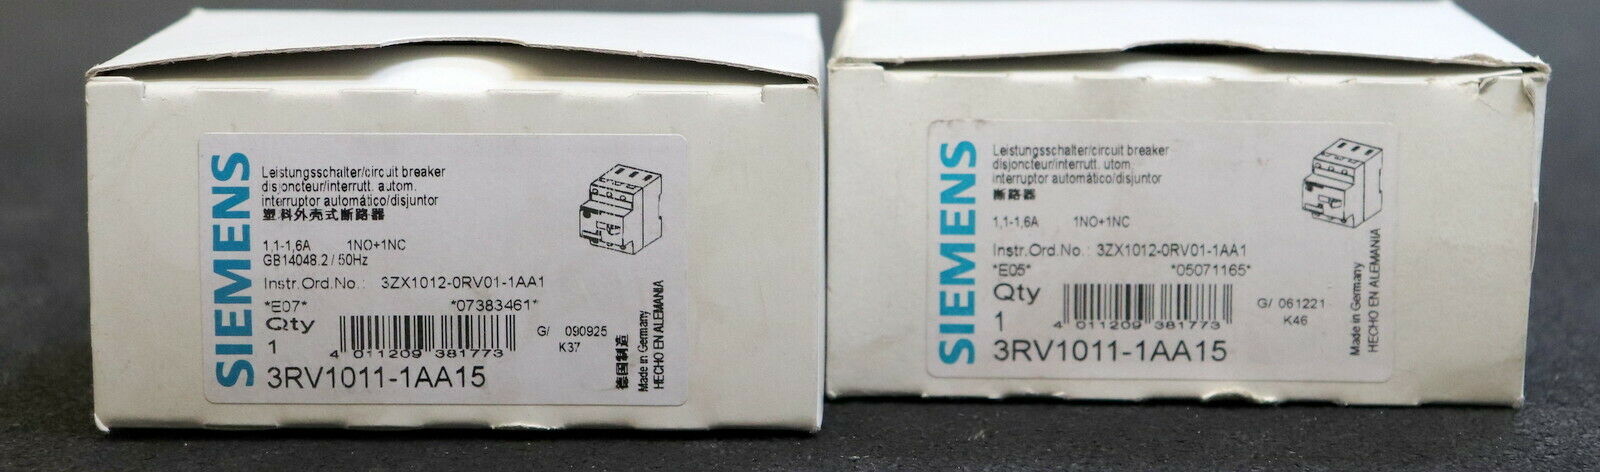 SIEMENS
Leistungsschalter/circuit breaker
disjoncteur/interrutt. autom.
interruptor automático/disjuntor
塑料外壳式断路器
1,1-1,6A 1NO+1NC
GB14048.2 / 50Hz
Instr.Ord.No.: 3ZX1012-0RV01-1AA1
*E07* *07383461*
Qty
1
4 011209 381773
G/ 090925
K37
3RV1011-1AA15
德国制造
Made in Germany
HECHO EN ALEMANIA
SIEMENS
Leistungsschalter/circuit breaker
disjoncteur/interrutt. utom.
interruptor automático/disjuntor
断路器
1,1-1,6A 1NO+1NC
Instr.Ord.No.: 3ZX1012-0RV01-1AA1
*E05* *05071165*
Qty
1
4 011209 381773
G/ 061221
K46
3RV1011-1AA15
Made in Germany
HECHO EN ALEMANIA